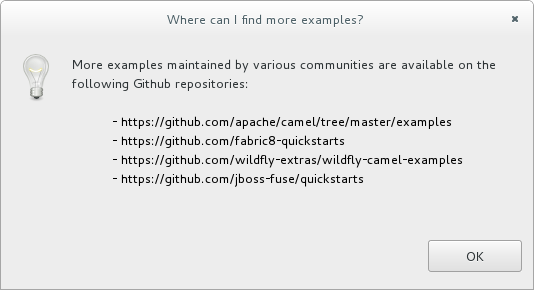 Where can I find more examples?
More examples maintained by various communities are available on the
following Github repositories:
- https://github.com/apache/camel/tree/master/examples
- https://github.com/fabric8-quickstarts
- https://github.com/wildfly-extras/wildfly-camel-examples
- https://github.com/jboss-fuse/quickstarts
OK